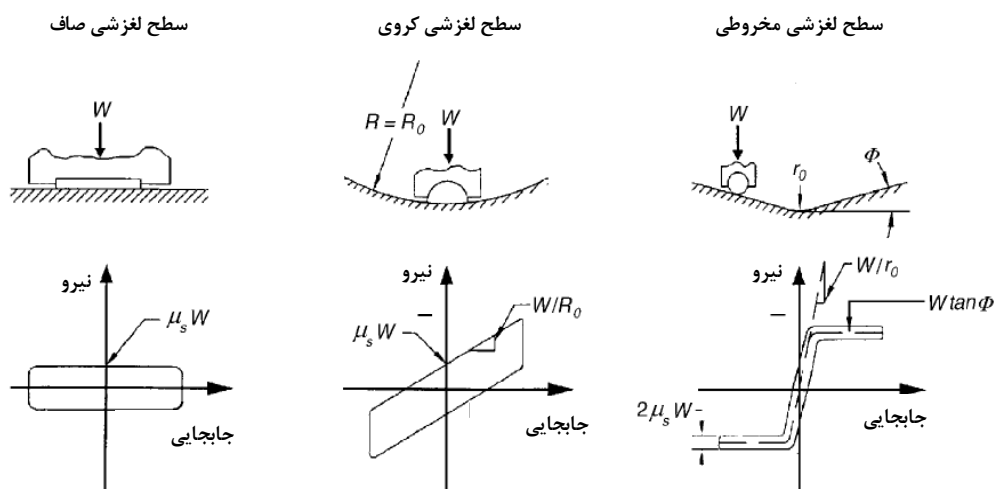 سطح لغزشی صاف
سطح لغزشی کروی
سطح لغزشی مخروطی
W
R = R₀
W
W
r₀
Φ
نیرو
μₛW
جابجایی
نیرو
–
μₛW
W/R₀
جابجایی
نیرو
–
W/r₀
W tanΦ
2μₛW
جابجایی